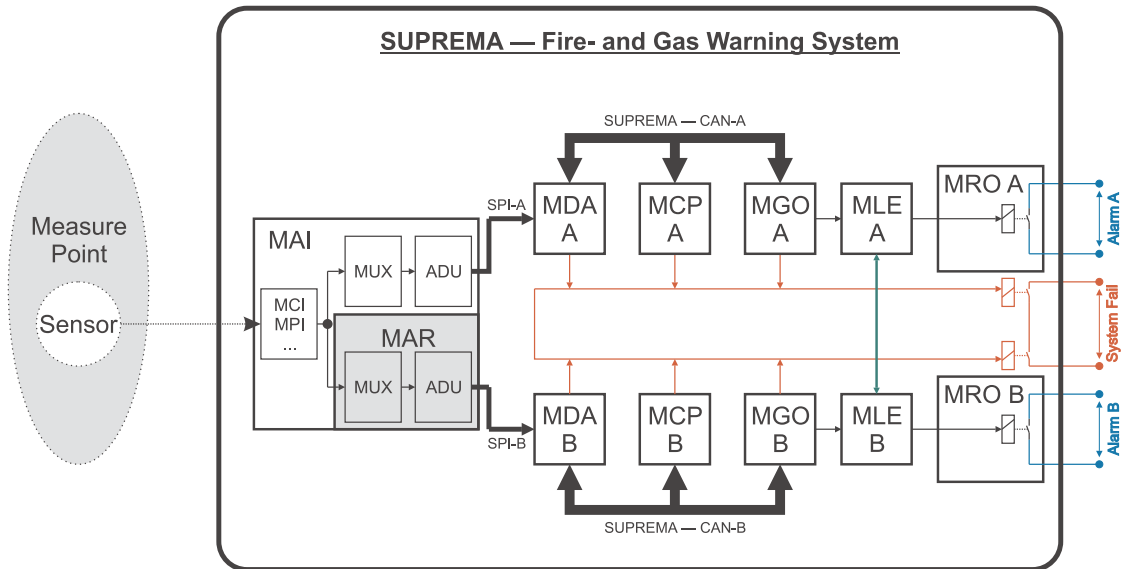 SUPREMA — Fire- and Gas Warning System
SUPREMA — CAN-A
Measure
Point
Sensor
MAI
MCI
MPI
...
MUX
ADU
MAR
MUX
ADU
SPI-A
SPI-B
MDA
A
MCP
A
MGO
A
MLE
A
MRO A
Alarm A
System Fail
MDA
B
MCP
B
MGO
B
MLE
B
MRO B
Alarm B
SUPREMA — CAN-B